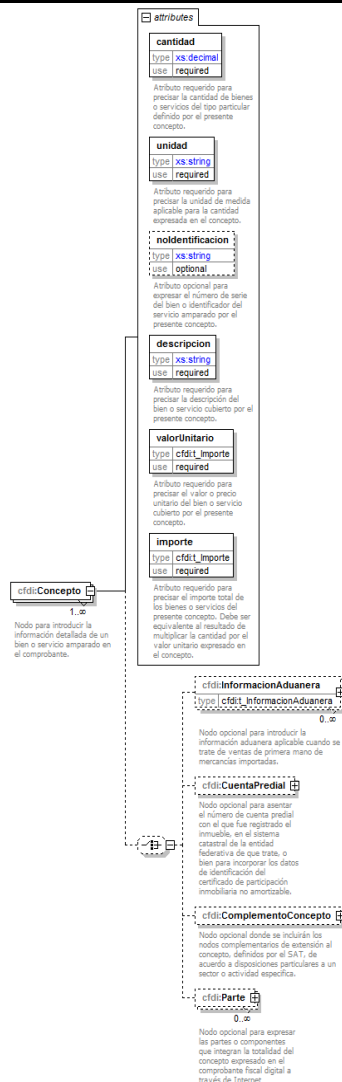 attributes
cantidad
type xs:decimal
use required
Atributo requerido para
precisar la cantidad de bienes
o servicios del tipo particular
definido por el presente
concepto.
unidad
type xs:string
use required
Atributo requerido para
precisar la unidad de medida
aplicable para la cantidad
expresada en el concepto.
noIdentificacion
type xs:string
use optional
Atributo opcional para
expresar el número de serie
del bien o identificador del
servicio amparado por el
presente concepto.
descripcion
type xs:string
use required
Atributo requerido para
precisar la descripción del
bien o servicio cubierto por el
presente concepto.
valorUnitario
type cfdi:t_Importe
use required
Atributo requerido para
precisar el valor o precio
unitario del bien o servicio
cubierto por el presente
concepto.
importe
type cfdi:t_Importe
use required
Atributo requerido para
precisar el importe total de
los bienes o servicios del
presente concepto. Debe ser
equivalente al resultado de
multiplicar la cantidad por el
valor unitario expresado en
el concepto.
cfdi:Concepto
1..∞
Nodo para introducir la
información detallada de un
bien o servicio amparado en
el comprobante.
cfdi:InformacionAduanera
type cfdi:t_InformacionAduanera
0..∞
Nodo opcional para introducir la
información aduanera aplicable cuando se
trate de ventas de primera mano de
mercancías importadas.
cfdi:CuentaPredial
Nodo opcional para asentar
el número de cuenta predial
con el que fue registrado el
inmueble, en el sistema
catastral de la entidad
federativa de que trate, o
bien para incorporar los datos
de identificación del
certificado de participación
inmobiliaria no amortizable.
cfdi:ComplementoConcepto
Nodo opcional donde se incluirán los
nodos complementarios de extensión al
concepto, definidos por el SAT, de
acuerdo a disposiciones particulares a un
sector o actividad especifica.
cfdi:Parte
0..∞
Nodo opcional para expresar
las partes o componentes
que integran la totalidad del
concepto expresado en el
comprobante fiscal digital a
través de Internet